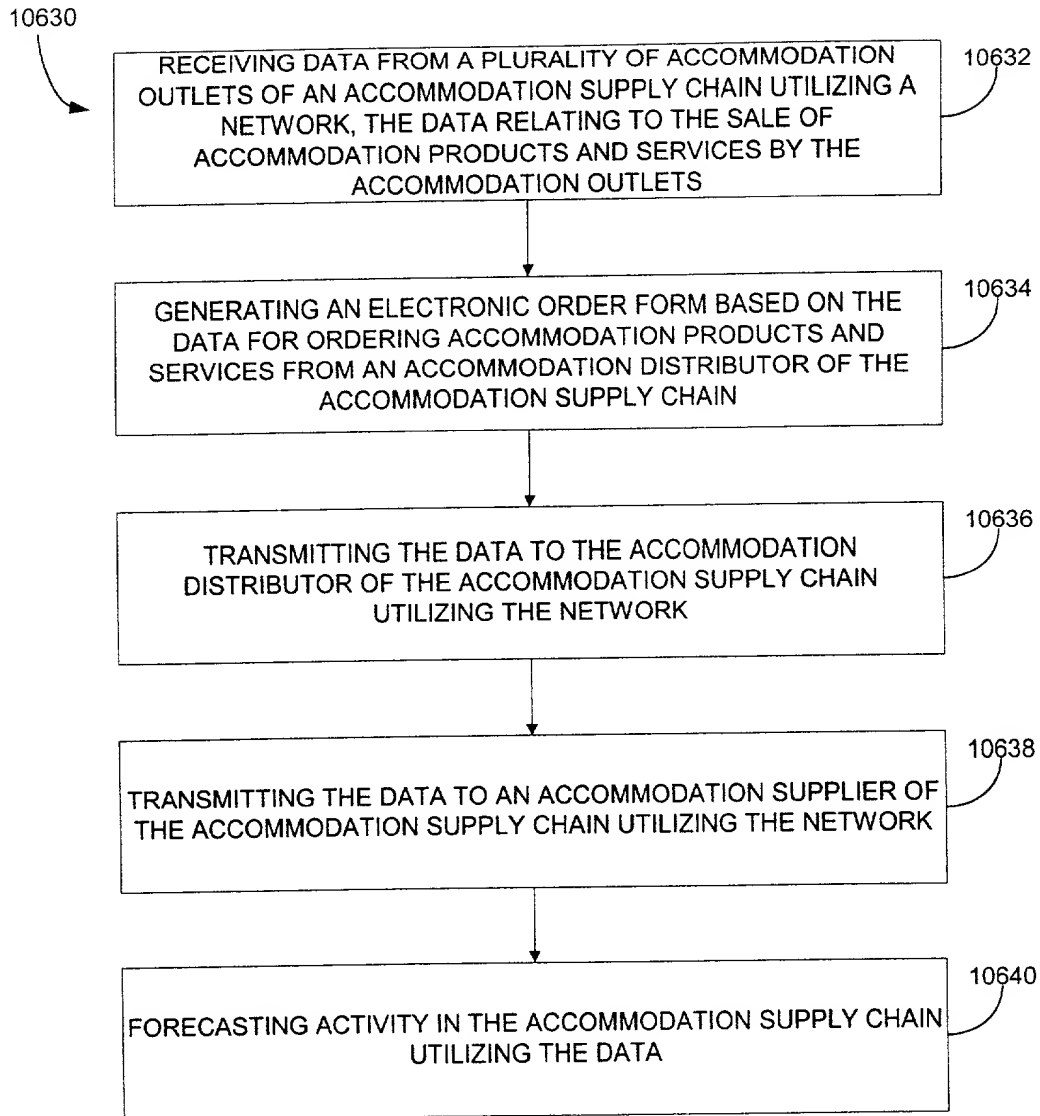 10630
RECEIVING DATA FROM A PLURALITY OF ACCOMMODATION
OUTLETS OF AN ACCOMMODATION SUPPLY CHAIN UTILIZING A
NETWORK, THE DATA RELATING TO THE SALE OF
ACCOMMODATION PRODUCTS AND SERVICES BY THE
ACCOMMODATION OUTLETS
10632
GENERATING AN ELECTRONIC ORDER FORM BASED ON THE
DATA FOR ORDERING ACCOMMODATION PRODUCTS AND
SERVICES FROM AN ACCOMMODATION DISTRIBUTOR OF THE
ACCOMMODATION SUPPLY CHAIN
10634
TRANSMITTING THE DATA TO THE ACCOMMODATION
DISTRIBUTOR OF THE ACCOMMODATION SUPPLY CHAIN
UTILIZING THE NETWORK
10636
TRANSMITTING THE DATA TO AN ACCOMMODATION SUPPLIER OF
THE ACCOMMODATION SUPPLY CHAIN UTILIZING THE NETWORK
10638
FORECASTING ACTIVITY IN THE ACCOMMODATION SUPPLY CHAIN
UTILIZING THE DATA
10640